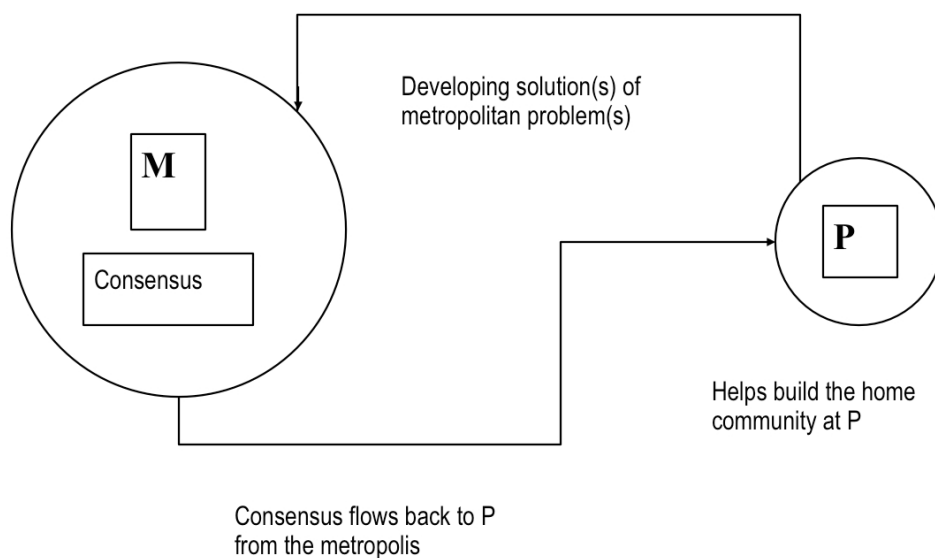 Developing solution(s) of
metropolitan problem(s)
M
Consensus
P
Helps build the home
community at P
Consensus flows back to P
from the metropolis